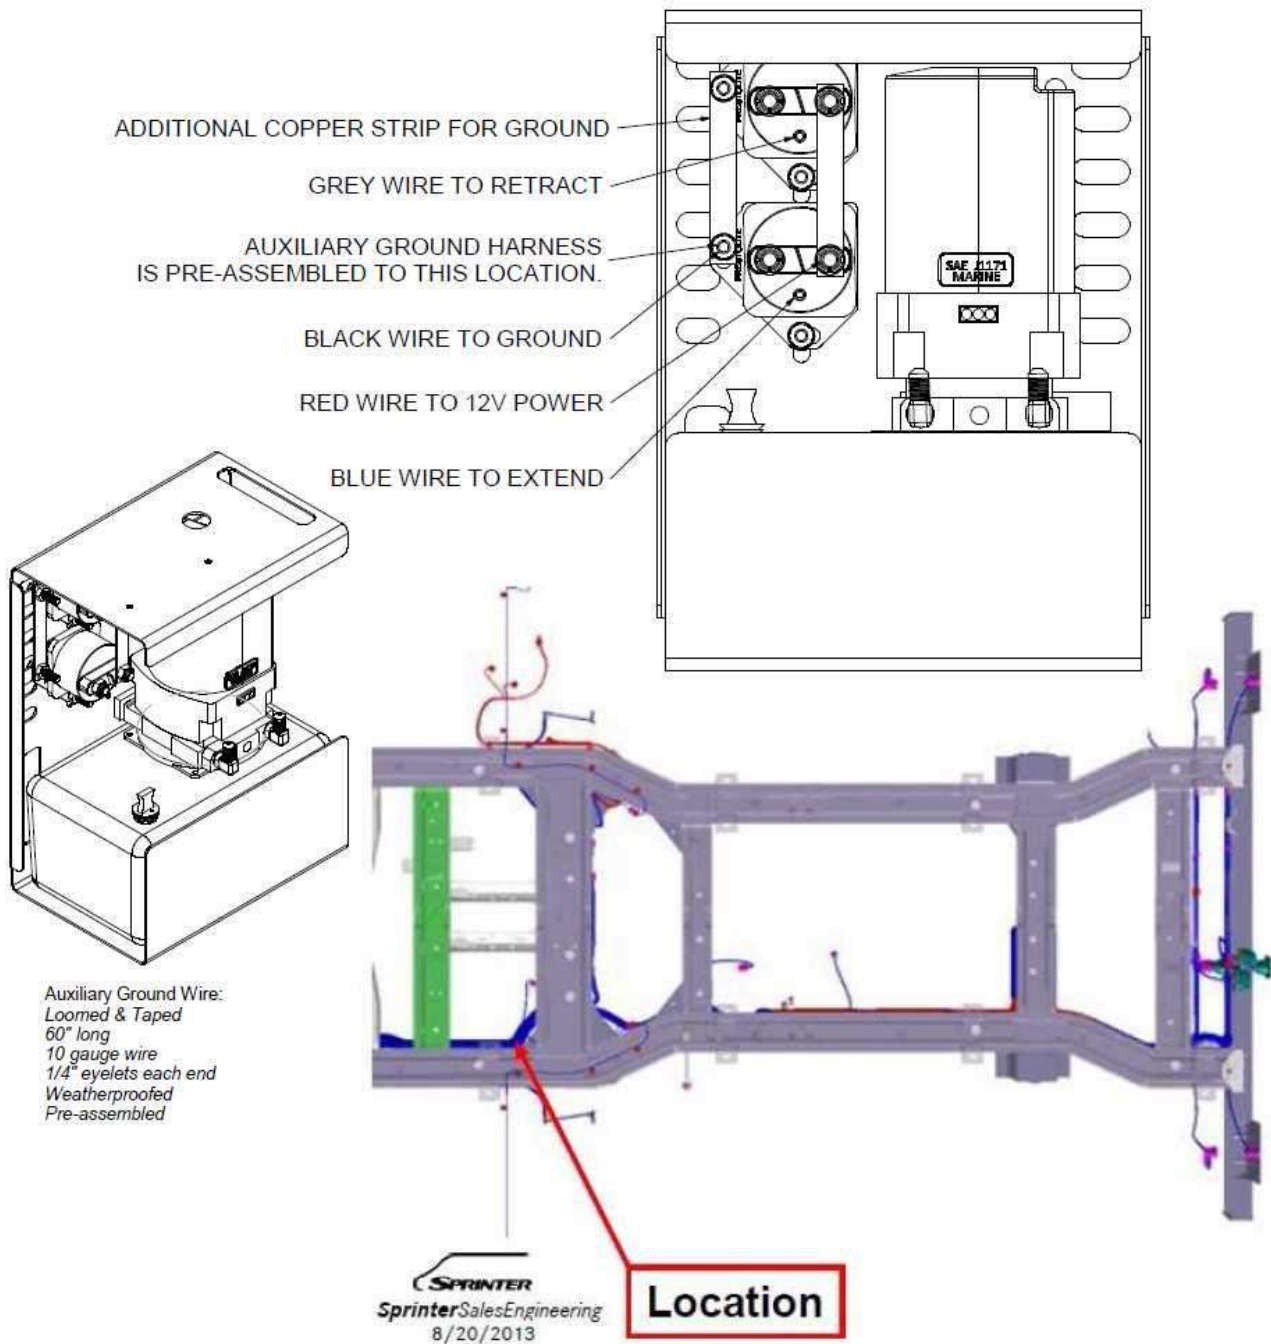 ADDITIONAL COPPER STRIP FOR GROUND
GREY WIRE TO RETRACT
AUXILIARY GROUND HARNESS
IS PRE-ASSEMBLED TO THIS LOCATION.
BLACK WIRE TO GROUND
RED WIRE TO 12V POWER
BLUE WIRE TO EXTEND
SAE J1171
MARINE
Auxiliary Ground Wire:
Loomed & Taped
60" long
10 gauge wire
1/4" eyelets each end
Weatherproofed
Pre-assembled
SPRINTER
SprinterSalesEngineering
8/20/2013
Location